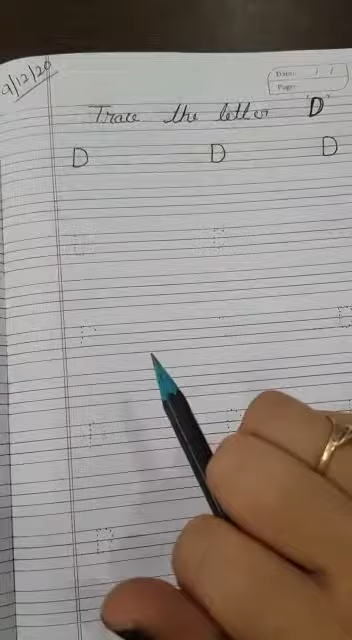 9/12/20
Date: / /
Page:
Trace the letter "D"
D D D